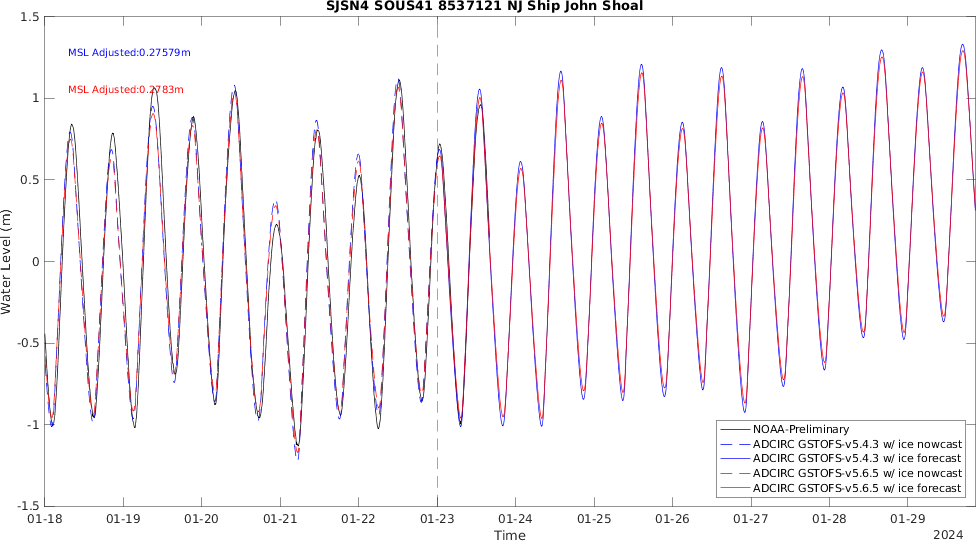 SJSN4 SOUS41 8537121 NJ Ship John Shoal
MSL Adjusted:0.27579m
MSL Adjusted:0.2783m
Water Level (m)
1.5
1
0.5
0
-0.5
-1
-1.5
NOAA-Preliminary
ADCIRC GSTOFS-v5.4.3 w/ ice nowcast
ADCIRC GSTOFS-v5.4.3 w/ ice forecast
ADCIRC GSTOFS-v5.6.5 w/ ice nowcast
ADCIRC GSTOFS-v5.6.5 w/ ice forecast
01-18 01-19 01-20 01-21 01-22 01-23 01-24 01-25 01-26 01-27 01-28 01-29
Time
2024